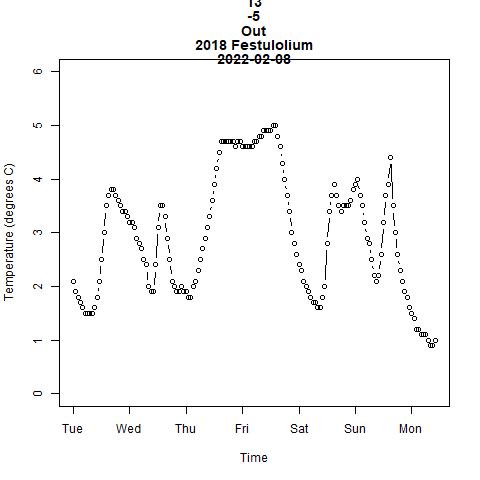 13
-5
Out
2018 Festulolium
2022-02-08
Temperature (degrees C)
6
5
4
3
2
1
0
Tue Wed Thu Fri Sat Sun Mon
Time